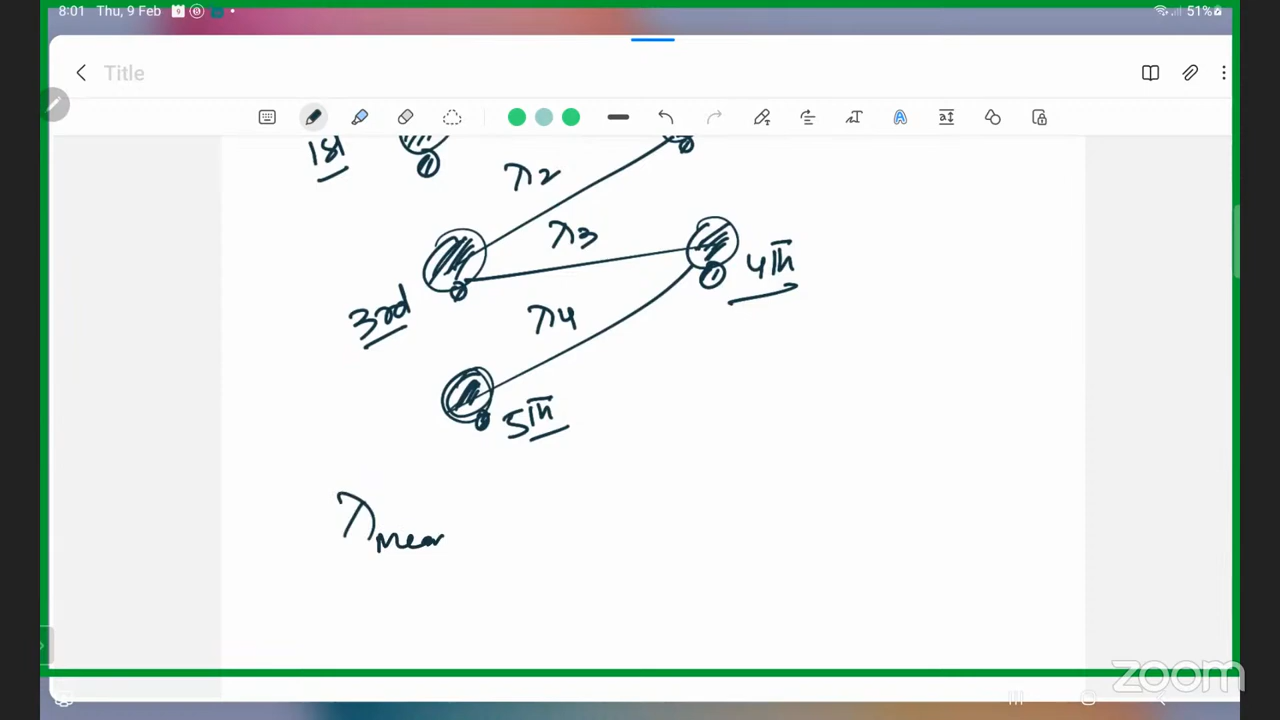 8:01 Thu, 9 Feb
51%
Title
1st
λ2
λ3
4th
3rd
λ4
5th
λmean
zoom